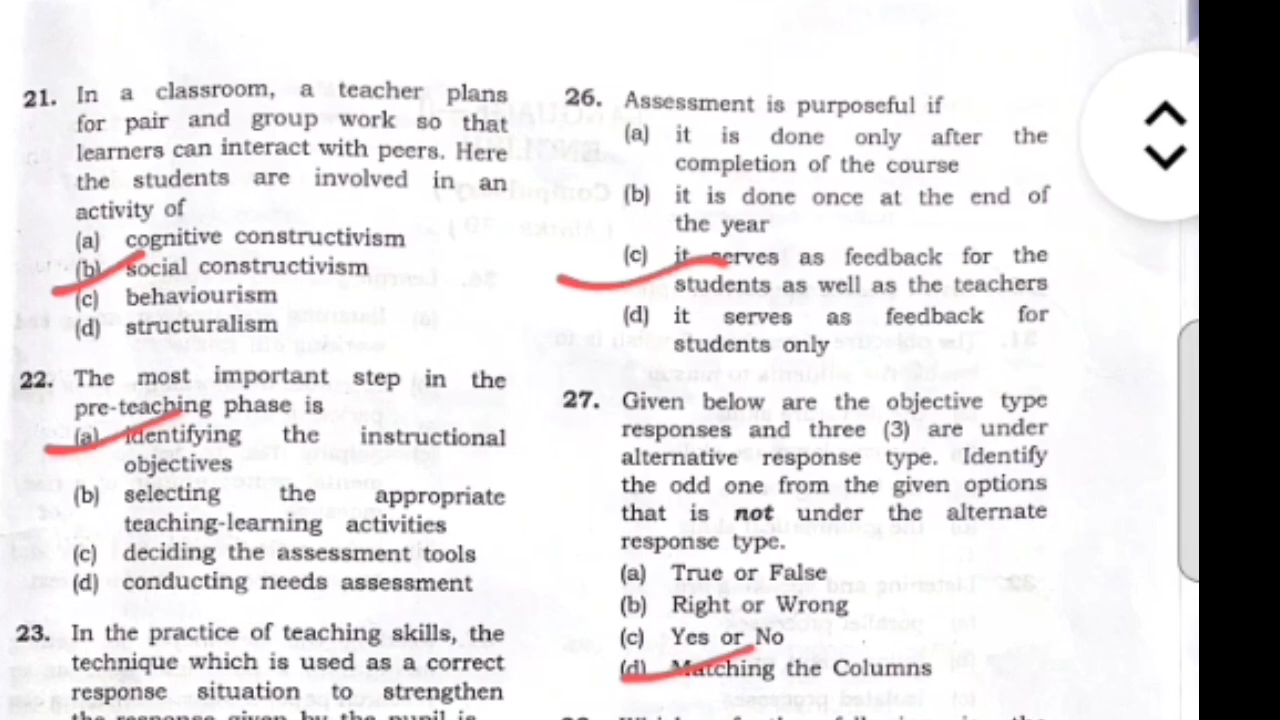 21. In a classroom, a teacher plans
for pair and group work so that
learners can interact with peers. Here
the students are involved in an
activity of
(a) cognitive constructivism
(b) social constructivism
(c) behaviourism
(d) structuralism
22. The most important step in the
pre-teaching phase is
(a) identifying the instructional
objectives
(b) selecting the appropriate
teaching-learning activities
(c) deciding the assessment tools
(d) conducting needs assessment
23. In the practice of teaching skills, the
technique which is used as a correct
response situation to strengthen
the response given by the pupil is
26. Assessment is purposeful if
(a) it is done only after the
completion of the course
(b) it is done once at the end of
the year
(c) it serves as feedback for the
students as well as the teachers
(d) it serves as feedback for
students only
27. Given below are the objective type
responses and three (3) are under
alternative response type. Identify
the odd one from the given options
that is not under the alternate
response type.
(a) True or False
(b) Right or Wrong
(c) Yes or No
(d) Matching the Columns